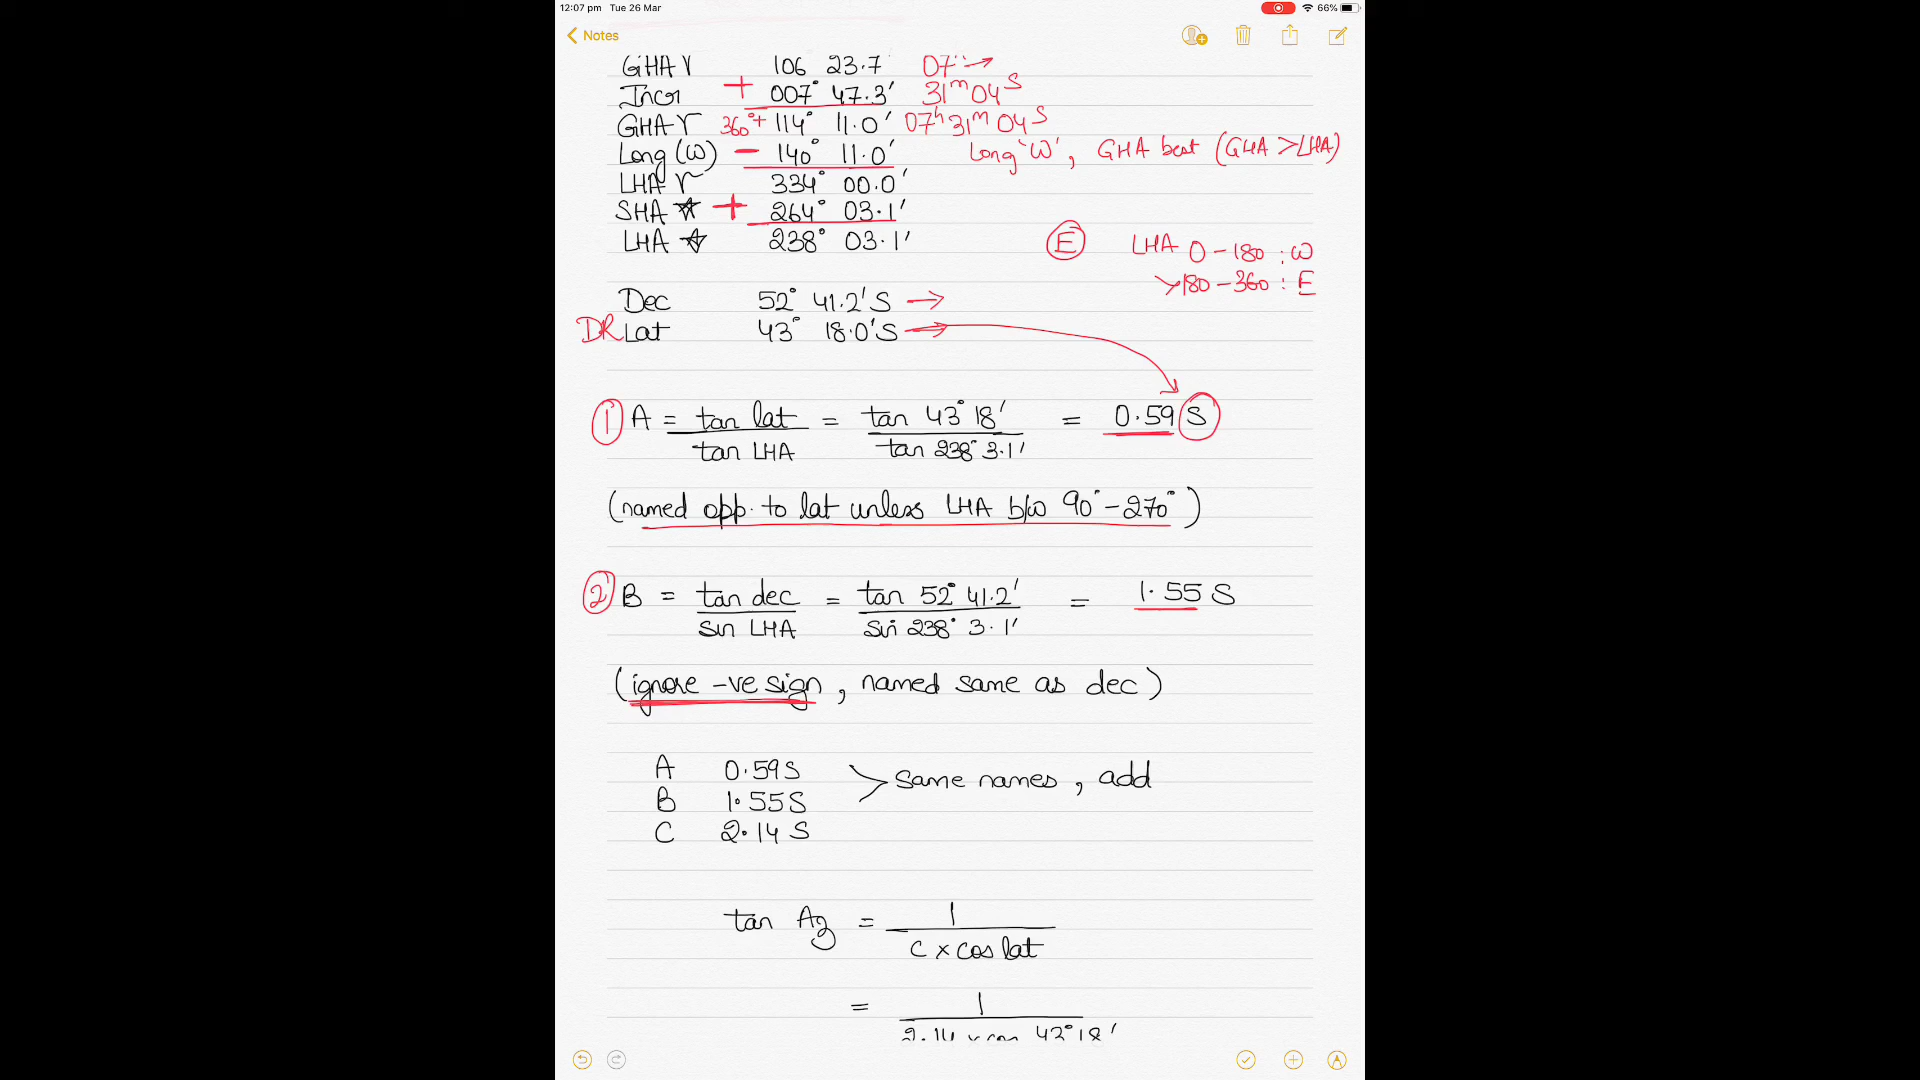 12:07 pm Tue 26 Mar 66%
Notes
GHA ♈ 106 23.7 07h →
Incr + 007° 47.3' 31m 04s
GHA ♈ 360°+ 114° 11.0' 07h 31m 04s
Long (W) − 140° 11.0' Long 'W', GHA best (GHA > LHA)
LHA ♈ 334° 00.0'
SHA ☆ + 264° 03.1'
LHA ☆ 238° 03.1' E LHA 0 – 180 : W
>180 – 360 : E
Dec 52° 41.2' S →
DR Lat 43° 18.0' S →
① A = tan lat / tan LHA = tan 43° 18' / tan 238° 3.1' = 0.59 S
(named opp. to lat unless LHA b/w 90° – 270°)
② B = tan dec / sin LHA = tan 52° 41.2' / sin 238° 3.1' = 1.55 S
(ignore -ve sign, named same as dec)
A 0.59 S > same names, add
B 1.55 S
C 2.14 S
tan Az = 1 / C x cos lat
= 1 / 2.14 x cos 43° 18'